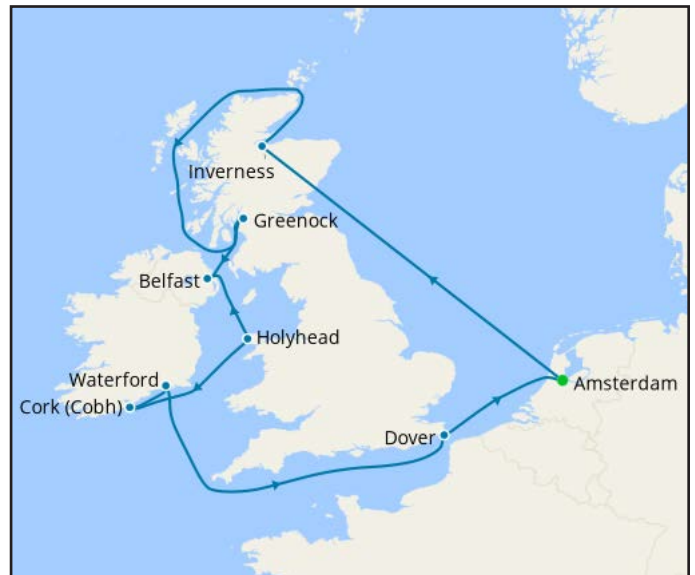 Inverness
Greenock
Belfast
Holyhead
Waterford
Amsterdam
Cork (Cobh)
Dover